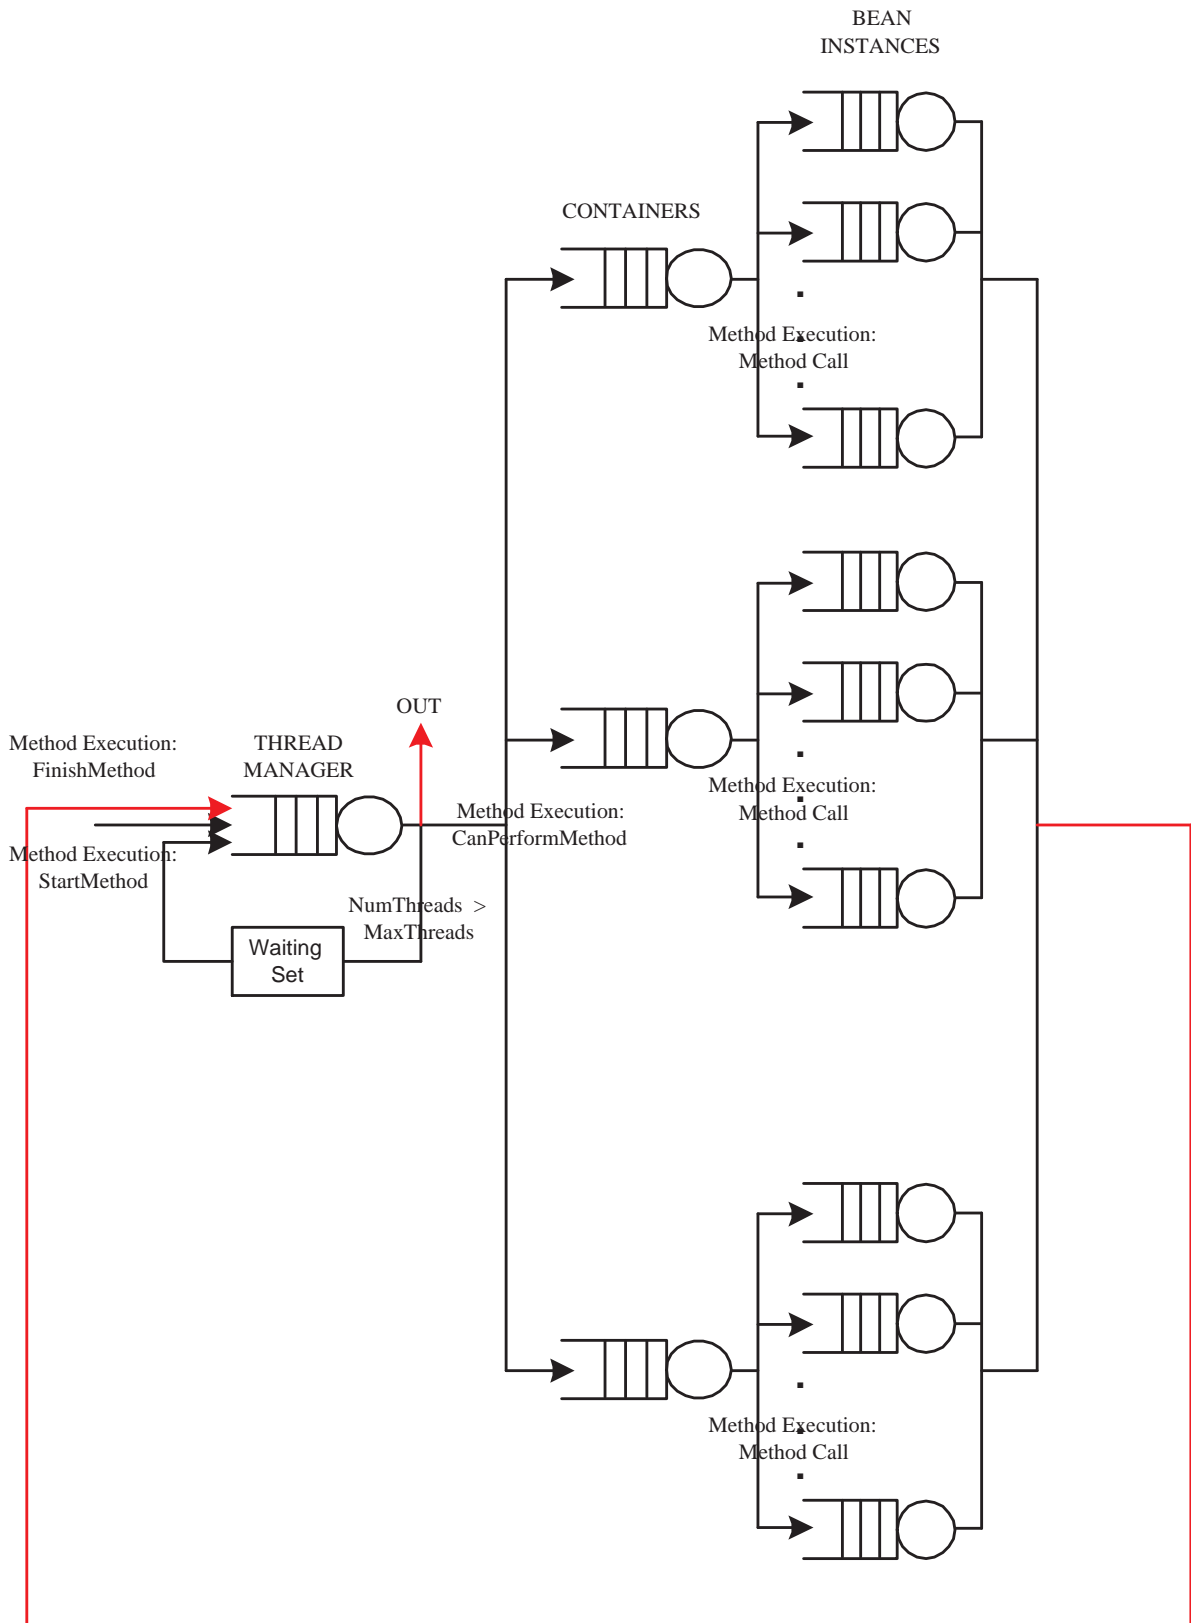 BEAN
INSTANCES
CONTAINERS
Method Execution:
Method Call
OUT
Method Execution:
FinishMethod
THREAD
MANAGER
Method Execution:
Method Call
Method Execution:
CanPerformMethod
Method Execution:
StartMethod
NumThreads >
MaxThreads
Waiting
Set
Method Execution:
Method Call